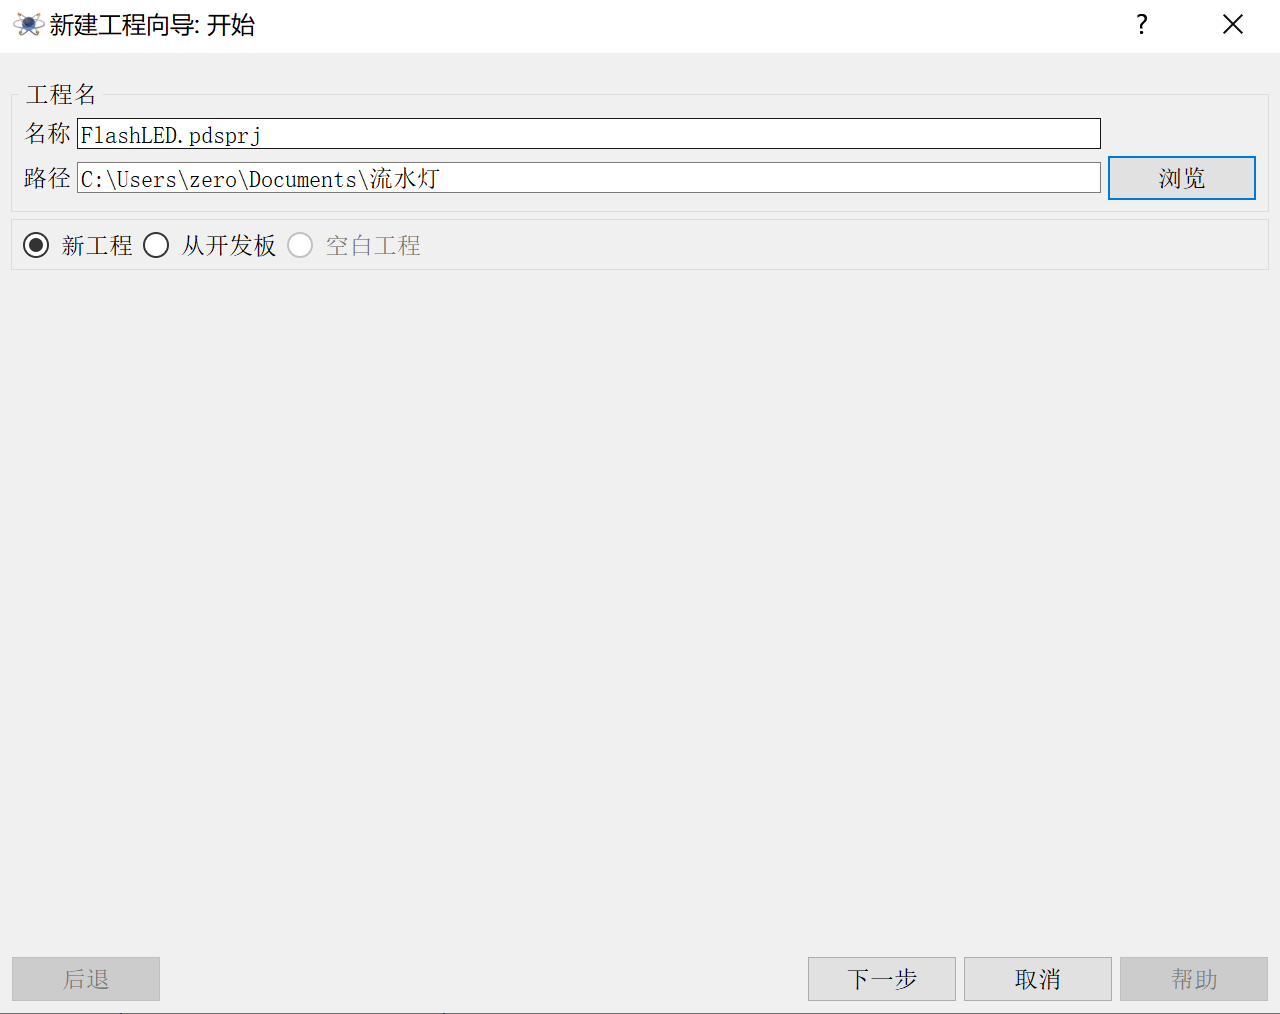 新建工程向导: 开始
?
工程名
名称 FlashLED.pdsprj
路径 C:\Users\zero\Documents\流水灯 浏览
新工程 从开发板 空白工程
后退 下一步 取消 帮助